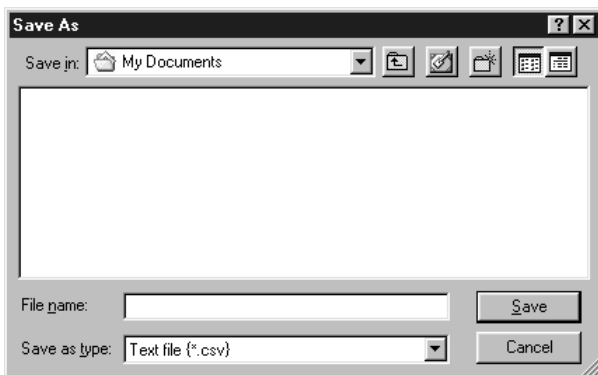 Save As
Save in: My Documents
File name:
Save
Save as type: Text file {*.csv}
Cancel